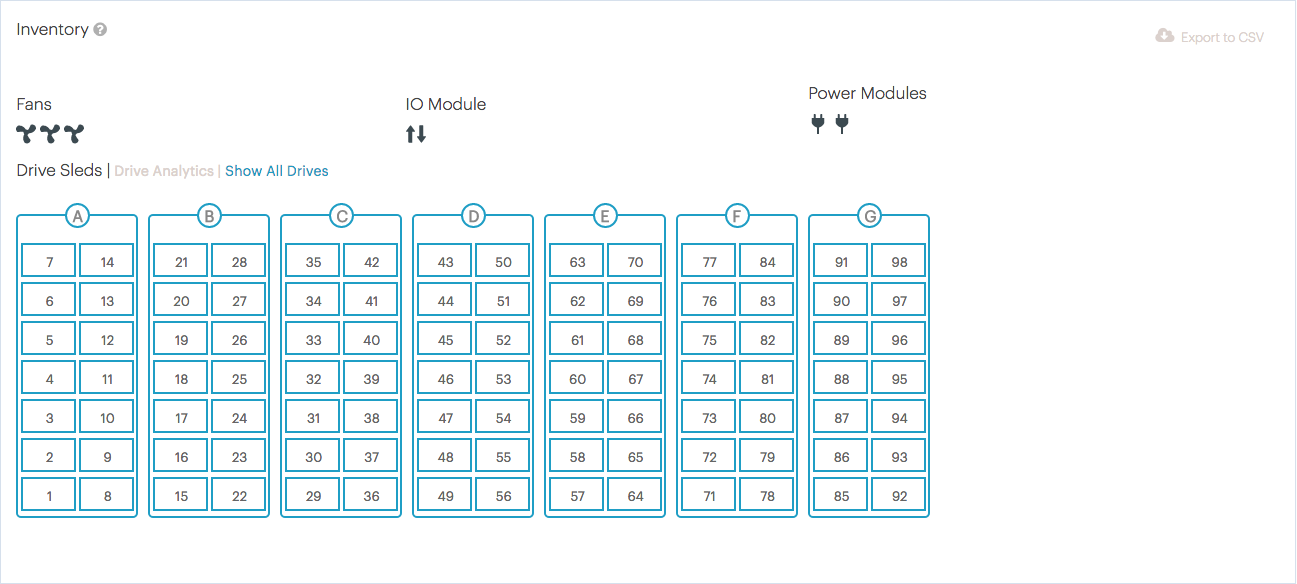 Inventory ?
Export to CSV
Fans IO Module Power Modules
Drive Sleds | Drive Analytics | Show All Drives
A B C D E F G
7 14 21 28 35 42 43 50 63 70 77 84 91 98
6 13 20 27 34 41 44 51 62 69 76 83 90 97
5 12 19 26 33 40 45 52 61 68 75 82 89 96
4 11 18 25 32 39 46 53 60 67 74 81 88 95
3 10 17 24 31 38 47 54 59 66 73 80 87 94
2 9 16 23 30 37 48 55 58 65 72 79 86 93
1 8 15 22 29 36 49 56 57 64 71 78 85 92